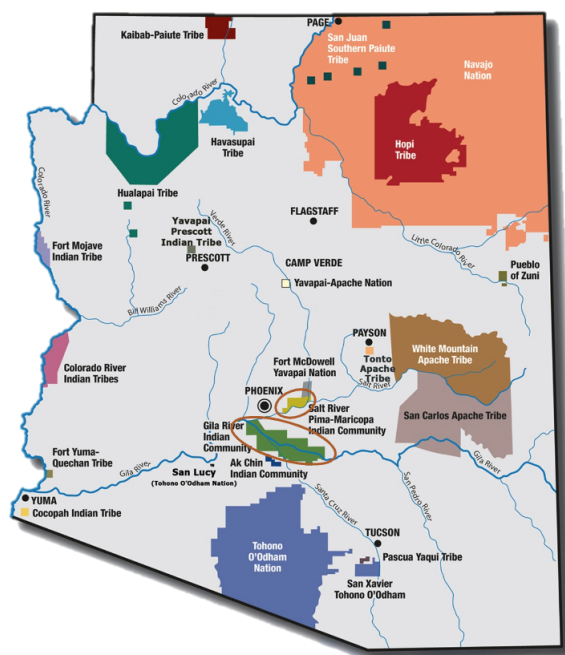 Kaibab-Paiute Tribe
PAGE
San Juan
Southern Paiute
Tribe
Navajo
Nation
Colorado River
Havasupai
Tribe
Hopi
Tribe
Hualapai Tribe
Colorado River
Yavapai
Prescott
Indian Tribe
Verde River
FLAGSTAFF
Fort Mojave
Indian Tribe
PRESCOTT
CAMP VERDE
Little Colorado River
Pueblo
of Zuni
Yavapai-Apache Nation
Bill Williams River
PAYSON
Tonto
Apache
Tribe
White Mountain
Apache Tribe
Fort McDowell
Yavapai Nation
Salt River
Colorado River
Indian Tribes
PHOENIX
Salt River
Pima-Maricopa
Indian Community
San Carlos Apache Tribe
Gila River
Indian
Community
Fort Yuma-
Quechan Tribe
Gila River
San Lucy
(Tohono O'Odham Nation)
Ak Chin
Indian Community
Gila River
YUMA
Cocopah Indian Tribe
Santa Cruz River
San Pedro River
TUCSON
Tohono
O'Odham
Nation
Pascua Yaqui Tribe
San Xavier
Tohono O'Odham